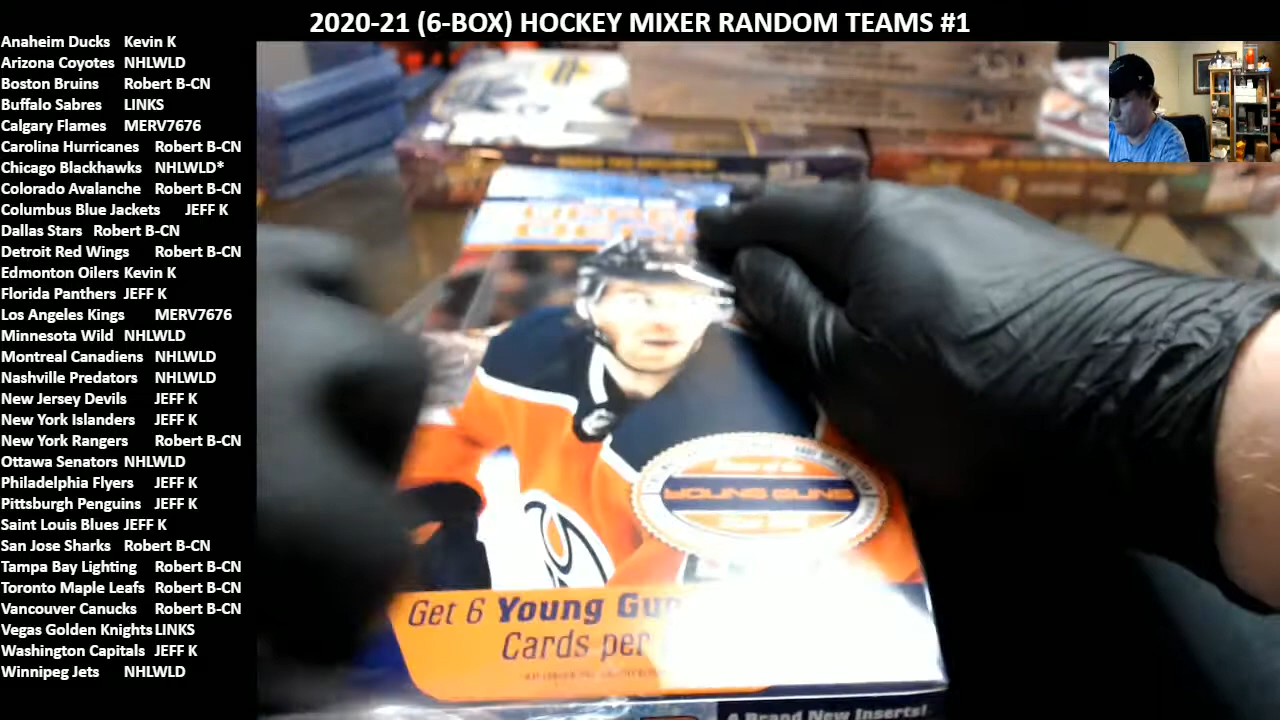 2020-21 (6-BOX) HOCKEY MIXER RANDOM TEAMS #1
Anaheim Ducks Kevin K
Arizona Coyotes NHLWLD
Boston Bruins Robert B-CN
Buffalo Sabres LINKS
Calgary Flames MERV7676
Carolina Hurricanes Robert B-CN
Chicago Blackhawks NHLWLD*
Colorado Avalanche Robert B-CN
Columbus Blue Jackets JEFF K
Dallas Stars Robert B-CN
Detroit Red Wings Robert B-CN
Edmonton Oilers Kevin K
Florida Panthers JEFF K
Los Angeles Kings MERV7676
Minnesota Wild NHLWLD
Montreal Canadiens NHLWLD
Nashville Predators NHLWLD
New Jersey Devils JEFF K
New York Islanders JEFF K
New York Rangers Robert B-CN
Ottawa Senators NHLWLD
Philadelphia Flyers JEFF K
Pittsburgh Penguins JEFF K
Saint Louis Blues JEFF K
San Jose Sharks Robert B-CN
Tampa Bay Lighting Robert B-CN
Toronto Maple Leafs Robert B-CN
Vancouver Canucks Robert B-CN
Vegas Golden Knights LINKS
Washington Capitals JEFF K
Winnipeg Jets NHLWLD
YOUNG GUNS
Get 6 Young Gu
Cards per
4 Brand New Inserts!